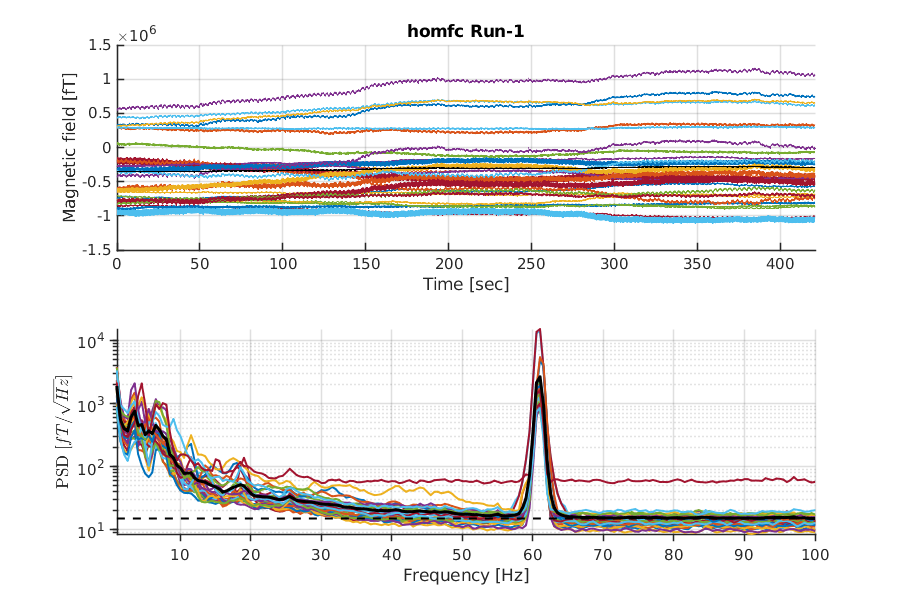 homfc Run-1
×10^6
Magnetic field [fT]
1.5
1
0.5
0
-0.5
-1
-1.5
0 50 100 150 200 250 300 350 400
Time [sec]
PSD [fT/√Hz]
10^4
10^3
10^2
10^1
10 20 30 40 50 60 70 80 90 100
Frequency [Hz]